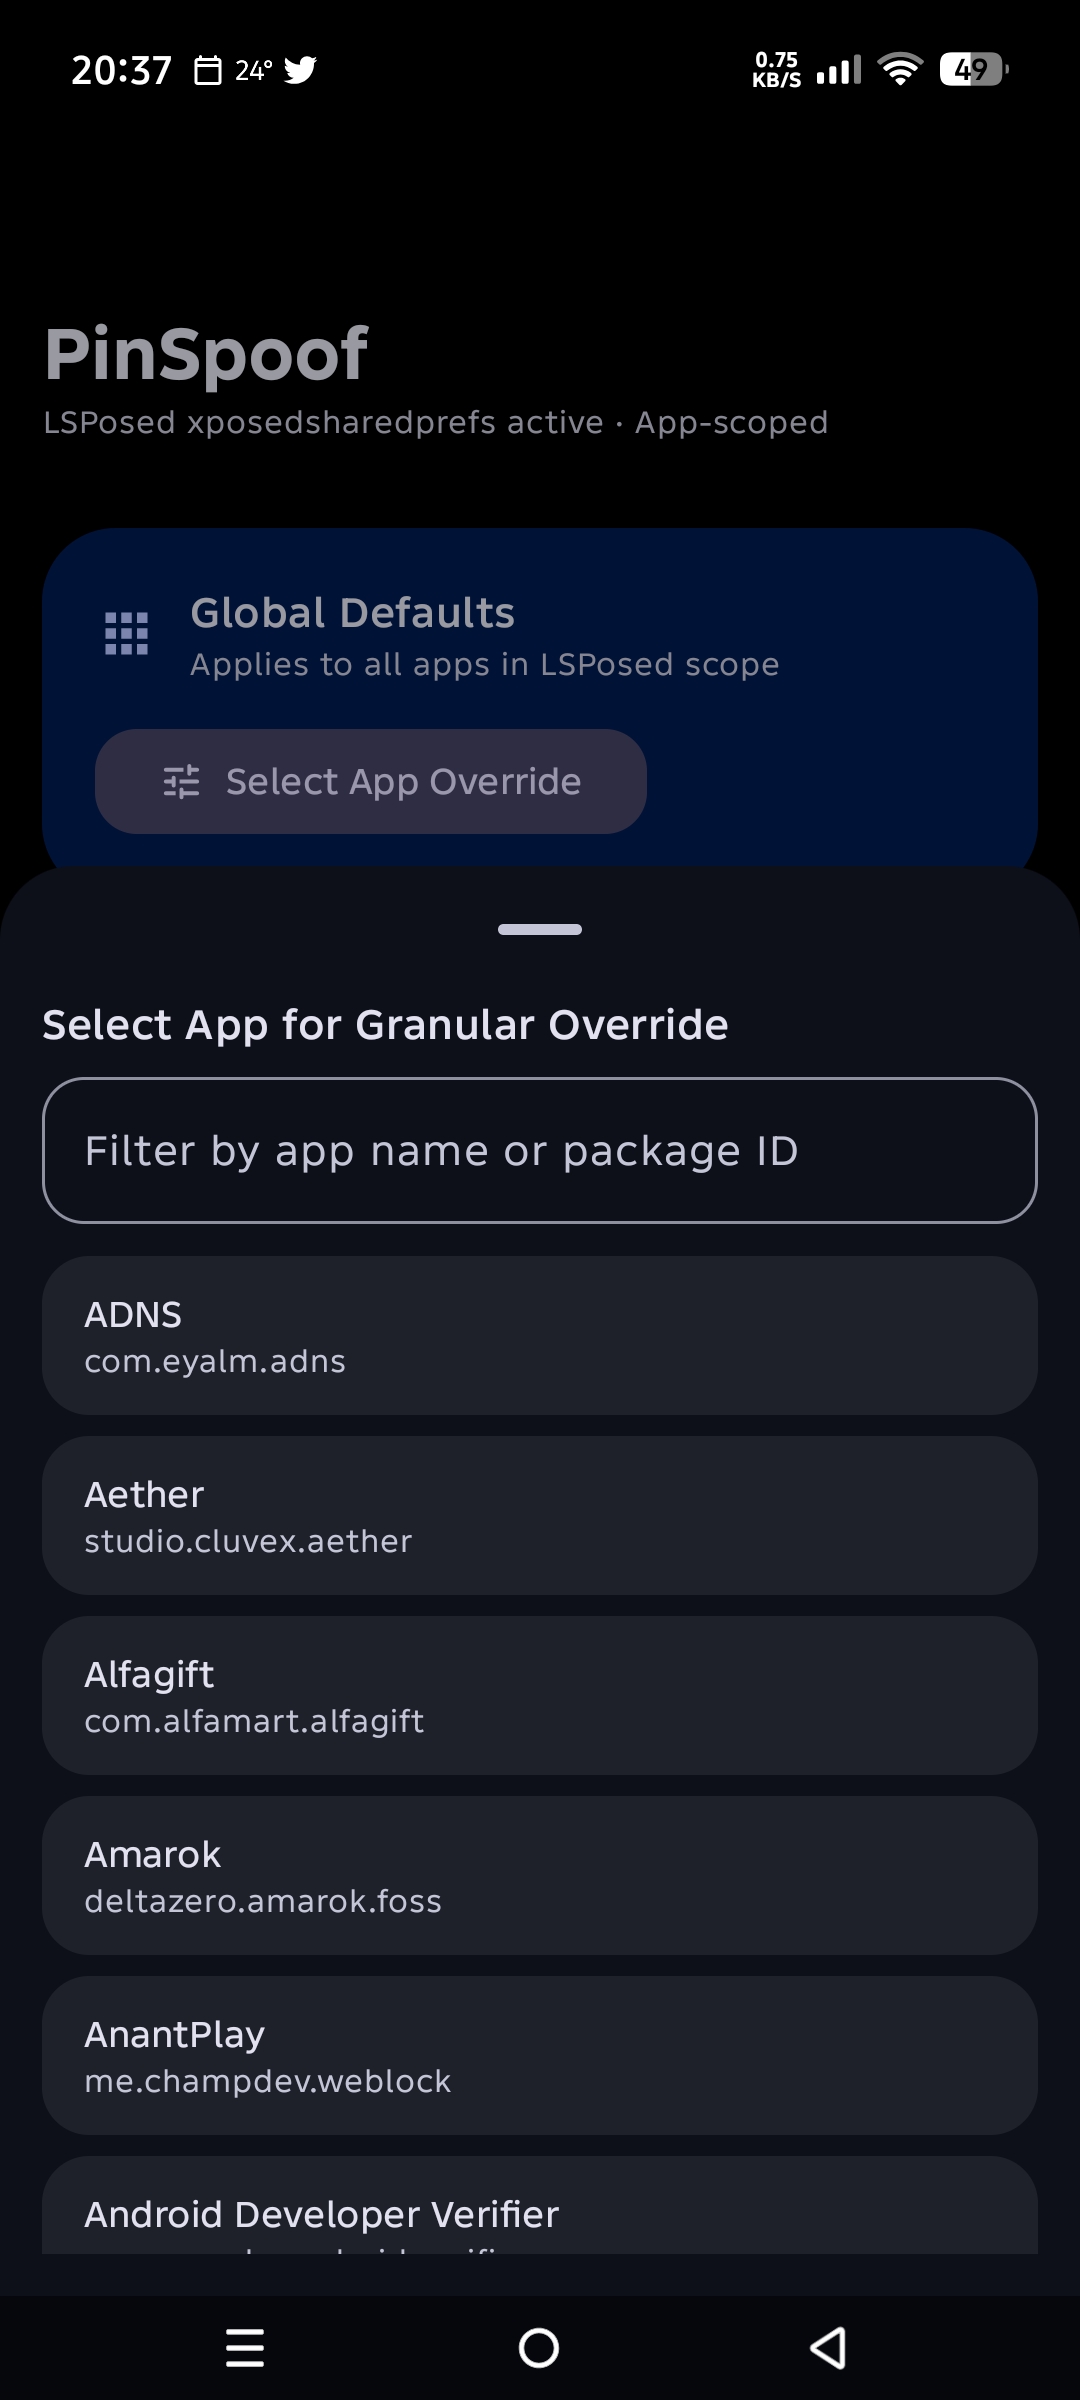 20:37 24° 0.75 KB/S 49
PinSpoof
LSPosed xposedsharedprefs active · App-scoped
Global Defaults
Applies to all apps in LSPosed scope
Select App Override
Select App for Granular Override
Filter by app name or package ID
ADNS
com.eyalm.adns
Aether
studio.cluvex.aether
Alfagift
com.alfamart.alfagift
Amarok
deltazero.amarok.foss
AnantPlay
me.champdev.weblock
Android Developer Verifier